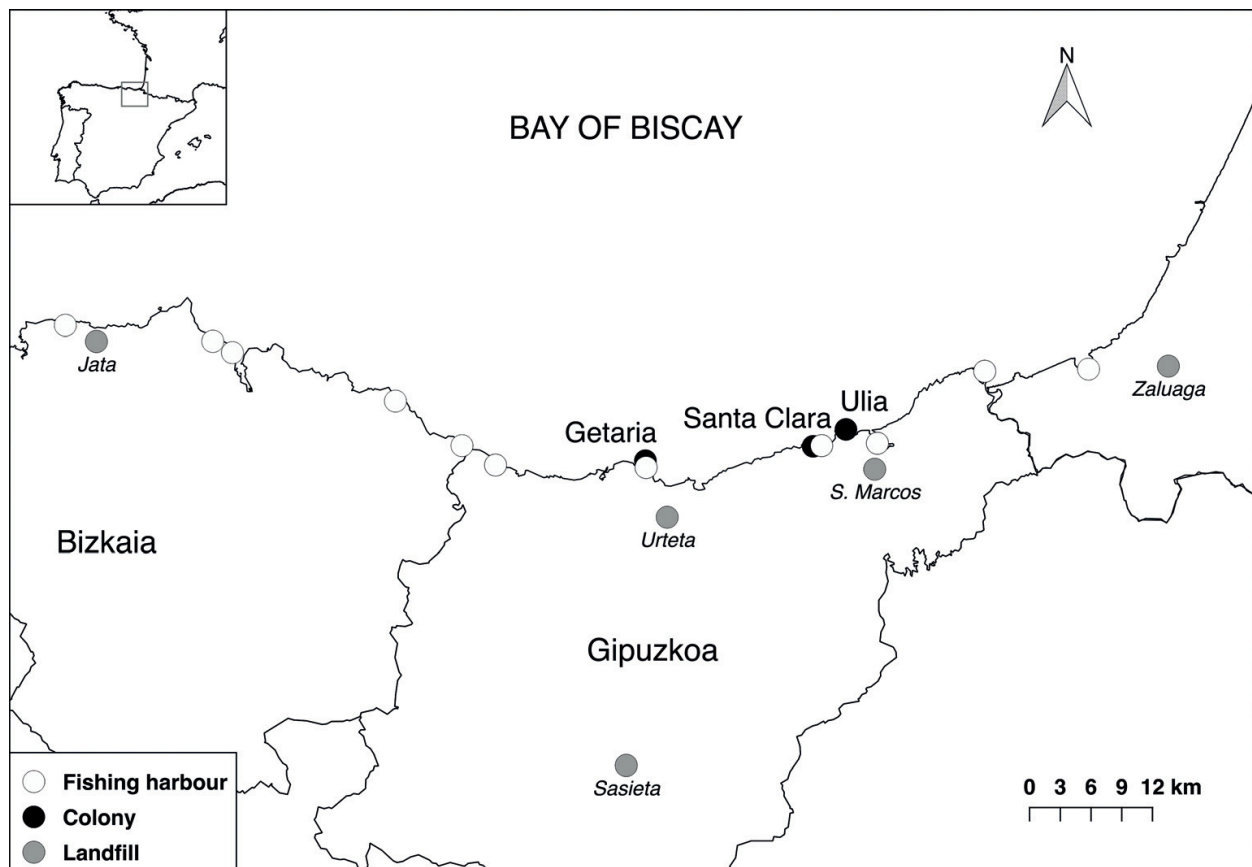 N
BAY OF BISCAY
Jata
Zaluaga
Ulia
Santa Clara
Getaria
S. Marcos
Urteta
Bizkaia
Gipuzkoa
Sasieta
Fishing harbour
Colony
Landfill
0 3 6 9 12 km